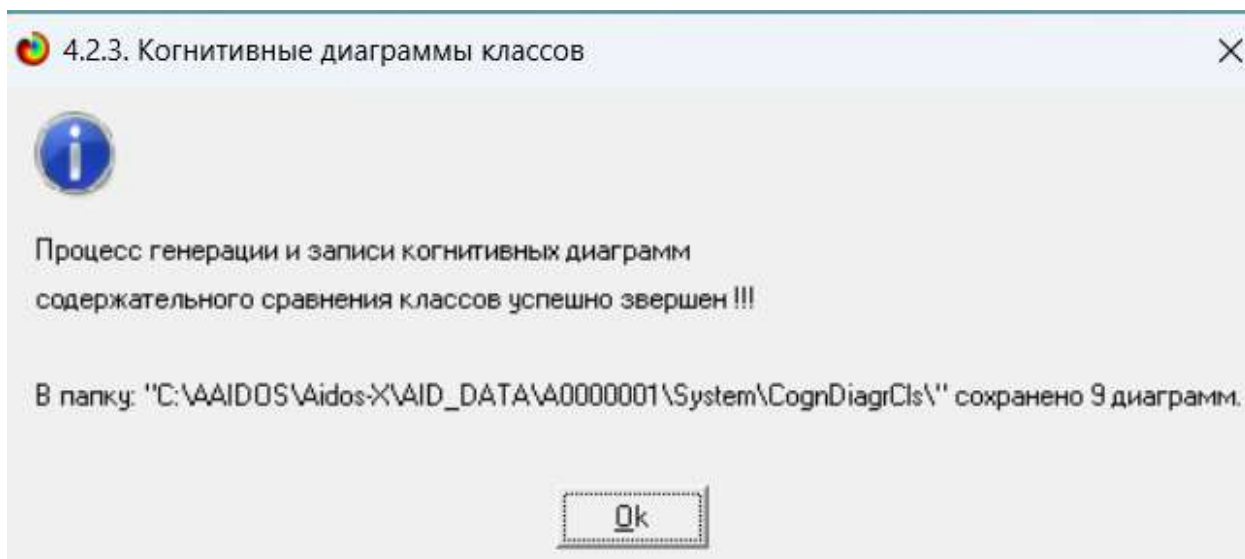 4.2.3. Когнитивные диаграммы классов
Процесс генерации и записи когнитивных диаграмм
содержательного сравнения классов успешно звершен !!!
В папку: "C:\AAIDOS\Aidos-X\AID_DATA\A0000001\System\CognDiagrCls\" сохранено 9 диаграмм.
Ok